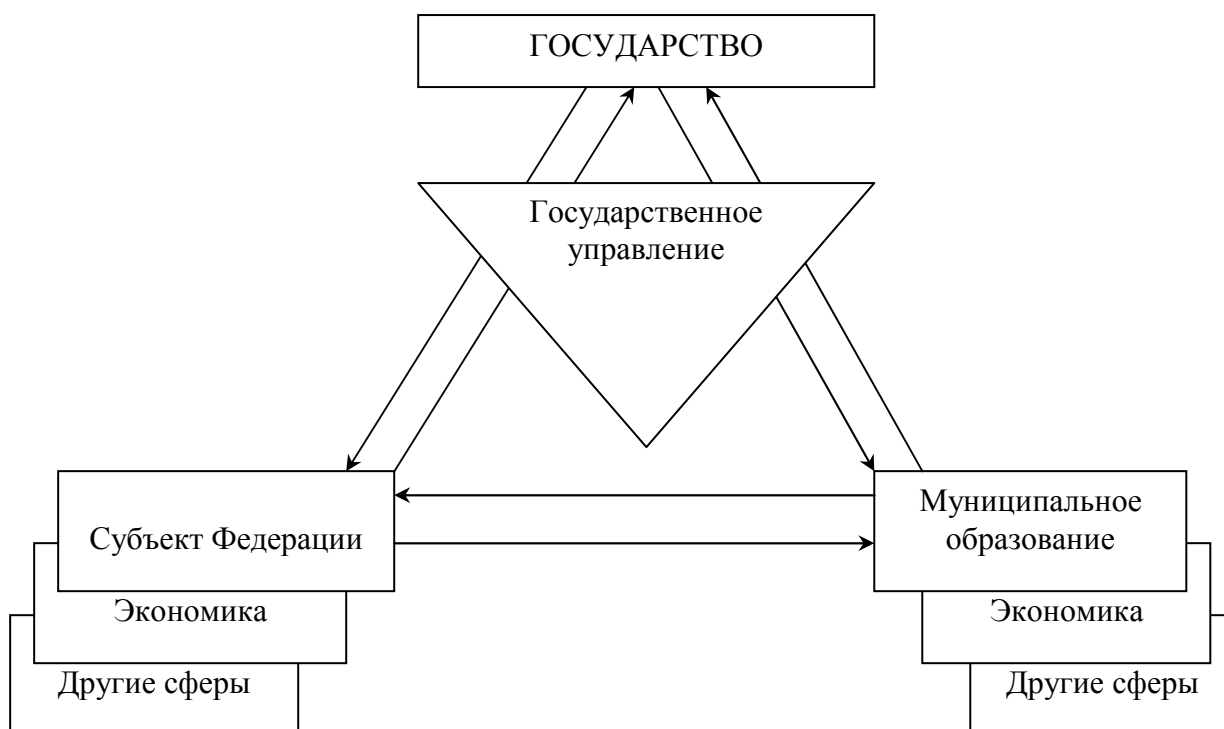 ГОСУДАРСТВО
Государственное
управление
Субъект Федерации
Экономика
Другие сферы
Муниципальное
образование
Экономика
Другие сферы